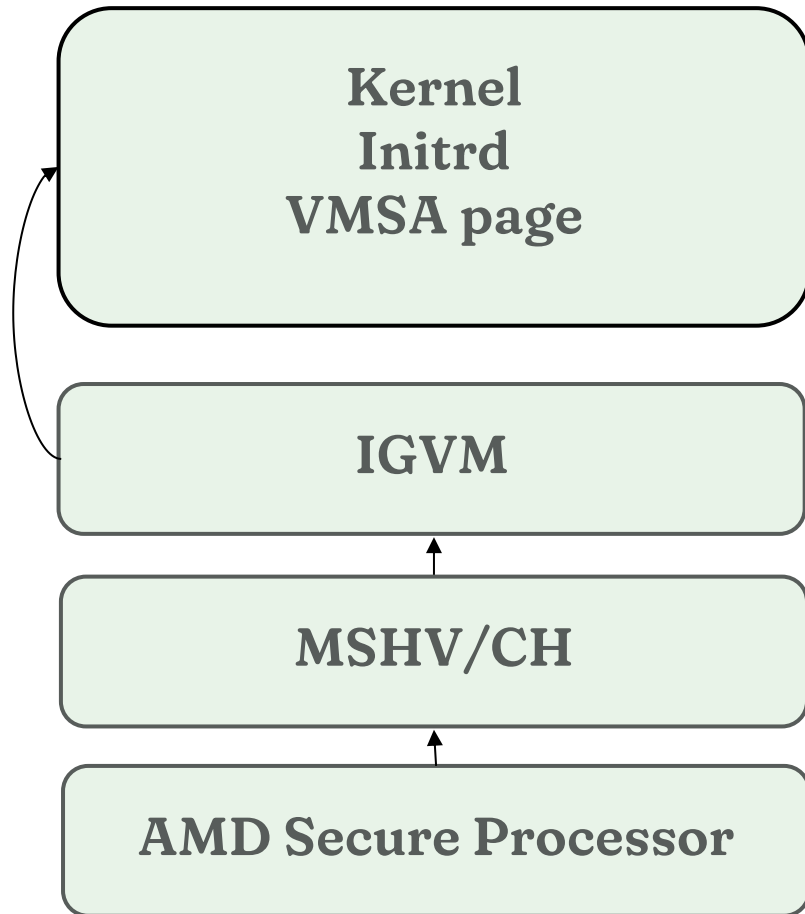 Kernel
Initrd
VMSA page
IGVM
MSHV/CH
AMD Secure Processor